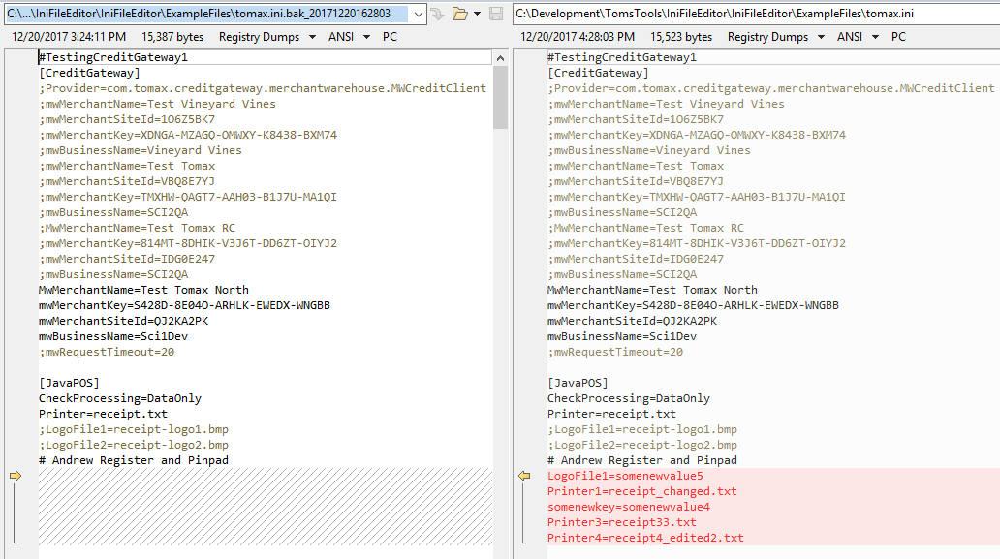 C:\...\IniFileEditor\IniFileEditor\ExampleFiles\tomax.ini.bak_20171220162803
12/20/2017 3:24:11 PM 15,387 bytes Registry Dumps ANSI PC
#TestingCreditGateway1
[CreditGateway]
;Provider=com.tomax.creditgateway.merchantwarehouse.MWCreditClient
;mwMerchantName=Test Vineyard Vines
;mwMerchantSiteId=1O6Z5BK7
;mwMerchantKey=XDNGA-MZAGQ-OMWXY-K8438-BXM74
;mwBusinessName=Vineyard Vines
;mwMerchantName=Test Tomax
;mwMerchantSiteId=VBQ8E7YJ
;mwMerchantKey=TMXHW-QAGT7-AAH03-B1J7U-MA1QI
;mwBusinessName=SCI2QA
;MwMerchantName=Test Tomax RC
;mwMerchantKey=814MT-8DHIK-V3J6T-DD6ZT-OIYJ2
;mwMerchantSiteId=IDG0E247
;mwBusinessName=SCI2QA
MwMerchantName=Test Tomax North
mwMerchantKey=S428D-8E04O-ARHLK-EWEDX-WNGBB
mwMerchantSiteId=QJ2KA2PK
mwBusinessName=Sci1Dev
;mwRequestTimeout=20
[JavaPOS]
CheckProcessing=DataOnly
Printer=receipt.txt
;LogoFile1=receipt-logo1.bmp
;LogoFile2=receipt-logo2.bmp
# Andrew Register and Pinpad
C:\Development\TomsTools\IniFileEditor\IniFileEditor\ExampleFiles\tomax.ini
12/20/2017 4:28:03 PM 15,523 bytes Registry Dumps ANSI PC
#TestingCreditGateway1
[CreditGateway]
;Provider=com.tomax.creditgateway.merchantwarehouse.MWCreditClient
;mwMerchantName=Test Vineyard Vines
;mwMerchantSiteId=1O6Z5BK7
;mwMerchantKey=XDNGA-MZAGQ-OMWXY-K8438-BXM74
;mwBusinessName=Vineyard Vines
;mwMerchantName=Test Tomax
;mwMerchantSiteId=VBQ8E7YJ
;mwMerchantKey=TMXHW-QAGT7-AAH03-B1J7U-MA1QI
;mwBusinessName=SCI2QA
;MwMerchantName=Test Tomax RC
;mwMerchantKey=814MT-8DHIK-V3J6T-DD6ZT-OIYJ2
;mwMerchantSiteId=IDG0E247
;mwBusinessName=SCI2QA
MwMerchantName=Test Tomax North
mwMerchantKey=S428D-8E04O-ARHLK-EWEDX-WNGBB
mwMerchantSiteId=QJ2KA2PK
mwBusinessName=Sci1Dev
;mwRequestTimeout=20
[JavaPOS]
CheckProcessing=DataOnly
Printer=receipt.txt
;LogoFile1=receipt-logo1.bmp
;LogoFile2=receipt-logo2.bmp
# Andrew Register and Pinpad
LogoFile1=somenewvalue5
Printer1=receipt_changed.txt
somenewkey=somenewvalue4
Printer3=receipt33.txt
Printer4=receipt4_edited2.txt